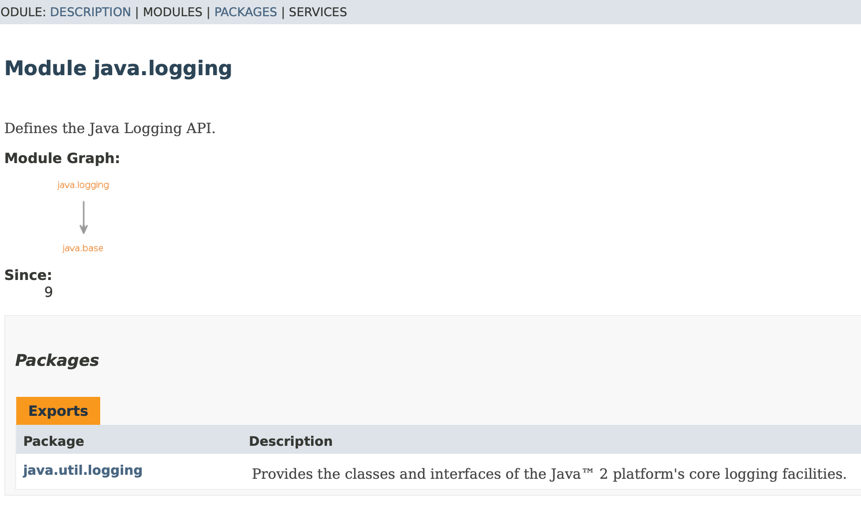 ODULE: DESCRIPTION | MODULES | PACKAGES | SERVICES
Module java.logging
Defines the Java Logging API.
Module Graph:
java.logging
java.base
Since:
9
Packages
Exports
Package Description
java.util.logging Provides the classes and interfaces of the Java™ 2 platform's core logging facilities.